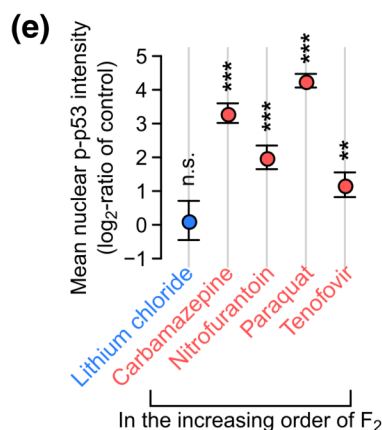 (e)
Mean nuclear p-p53 intensity
(log₂-ratio of control)
5
4
3
2
1
0
−1
n.s.
***
***
***
**
Lithium chloride
Carbamazepine
Nitrofurantoin
Paraquat
Tenofovir
In the increasing order of F₂